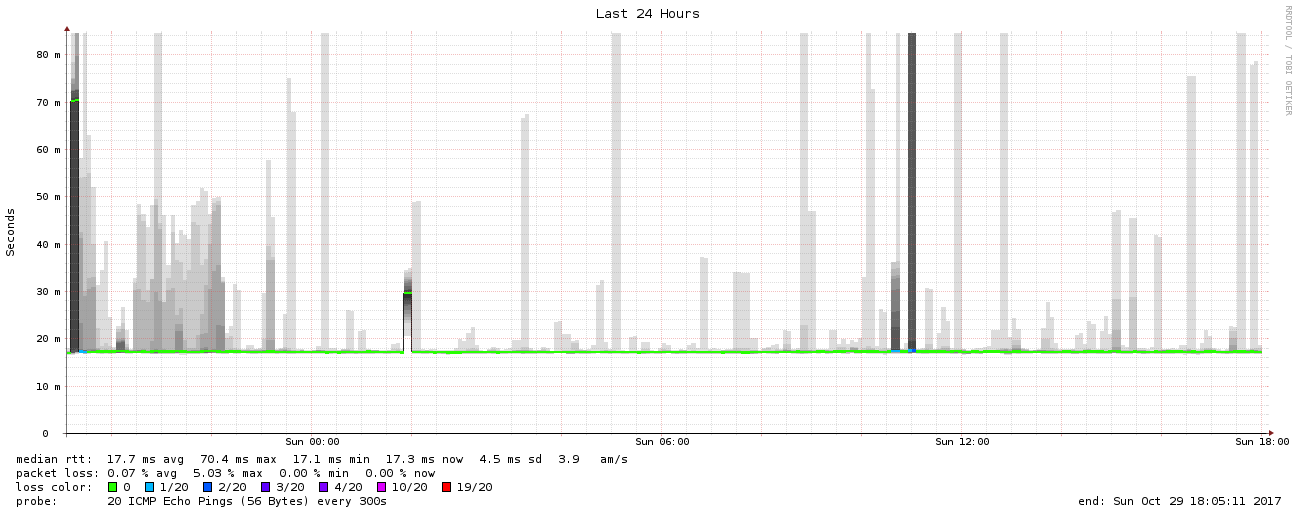 Last 24 Hours
RRDTOOL / TOBI OETIKER
Seconds
80 m
70 m
60 m
50 m
40 m
30 m
20 m
10 m
0
Sun 00:00 Sun 06:00 Sun 12:00 Sun 18:00
median rtt: 17.7 ms avg 70.4 ms max 17.1 ms min 17.3 ms now 4.5 ms sd 3.9 am/s
packet loss: 0.07 % avg 5.03 % max 0.00 % min 0.00 % now
loss color: 0 1/20 2/20 3/20 4/20 10/20 19/20
probe: 20 ICMP Echo Pings (56 Bytes) every 300s end: Sun Oct 29 18:05:11 2017